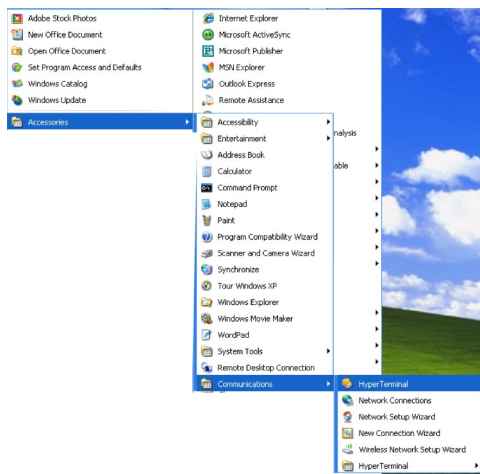 Adobe Stock Photos
New Office Document
Open Office Document
Set Program Access and Defaults
Windows Catalog
Windows Update
Accessories
Internet Explorer
Microsoft ActiveSync
Microsoft Publisher
MSN Explorer
Outlook Express
Remote Assistance
nalysis
able
Accessibility
Entertainment
Address Book
Calculator
Command Prompt
Notepad
Paint
Program Compatibility Wizard
Scanner and Camera Wizard
Synchronize
Tour Windows XP
Windows Explorer
Windows Movie Maker
WordPad
System Tools
Remote Desktop Connection
Communications
HyperTerminal
Network Connections
Network Setup Wizard
New Connection Wizard
Wireless Network Setup Wizard
HyperTerminal